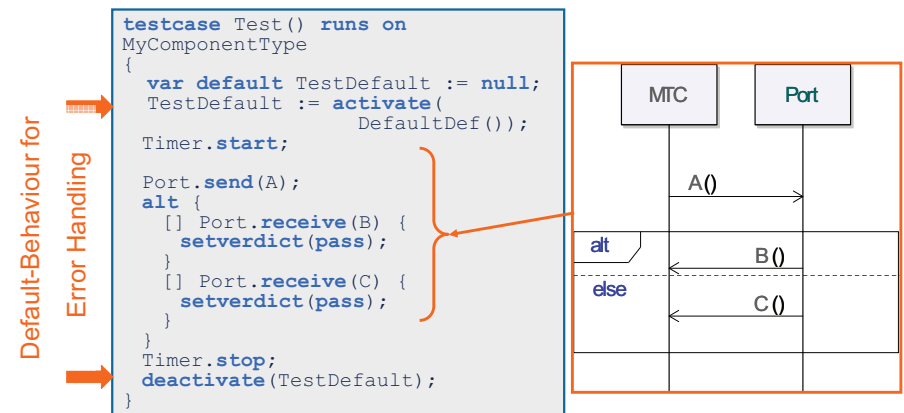 Default-Behaviour for
Error Handling
testcase Test() runs on
MyComponentType
{
var default TestDefault := null;
TestDefault := activate(
DefaultDef());
Timer.start;
Port.send(A);
alt {
[] Port.receive(B) {
setverdict(pass);
}
[] Port.receive(C) {
setverdict(pass);
}
}
Timer.stop;
deactivate(TestDefault);
}
MTC
Port
A()
alt
B()
else
C()